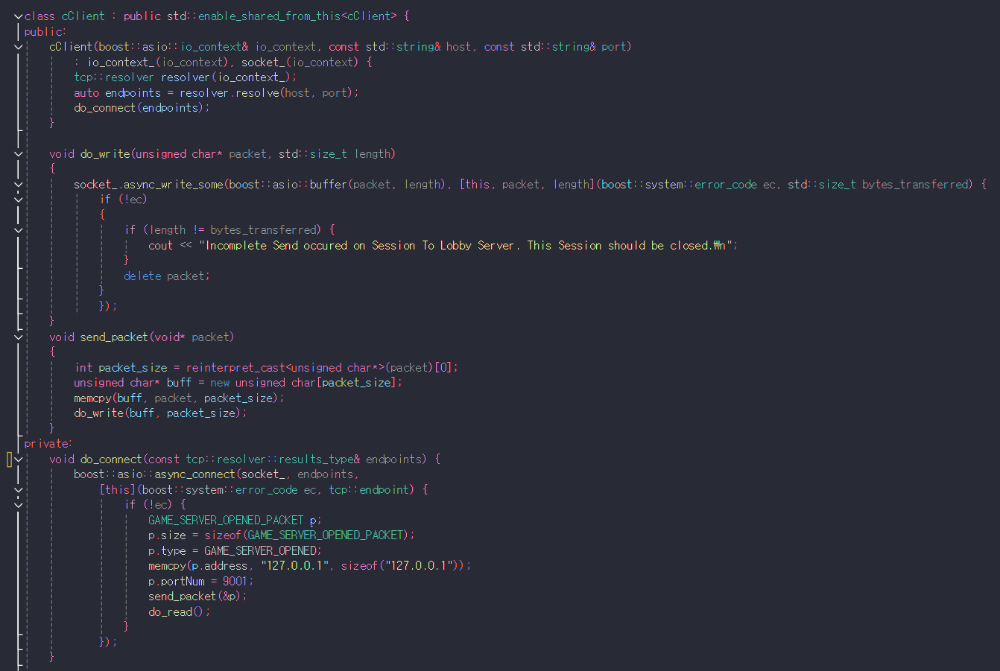 class cClient : public std::enable_shared_from_this<cClient> {
public:
    cClient(boost::asio::io_context& io_context, const std::string& host, const std::string& port)
        : io_context_(io_context), socket_(io_context) {
        tcp::resolver resolver(io_context_);
        auto endpoints = resolver.resolve(host, port);
        do_connect(endpoints);
    }

    void do_write(unsigned char* packet, std::size_t length)
    {
        socket_.async_write_some(boost::asio::buffer(packet, length), [this, packet, length](boost::system::error_code ec, std::size_t bytes_transferred) {
            if (!ec)
            {
                if (length != bytes_transferred) {
                    cout << "Incomplete Send occured on Session To Lobby Server. This Session should be closed.₩n";
                }
                delete packet;
            }
            });
    }
    void send_packet(void* packet)
    {
        int packet_size = reinterpret_cast<unsigned char*>(packet)[0];
        unsigned char* buff = new unsigned char[packet_size];
        memcpy(buff, packet, packet_size);
        do_write(buff, packet_size);
    }
private:
    void do_connect(const tcp::resolver::results_type& endpoints) {
        boost::asio::async_connect(socket_, endpoints,
            [this](boost::system::error_code ec, tcp::endpoint) {
                if (!ec) {
                    GAME_SERVER_OPENED_PACKET p;
                    p.size = sizeof(GAME_SERVER_OPENED_PACKET);
                    p.type = GAME_SERVER_OPENED;
                    memcpy(p.address, "127.0.0.1", sizeof("127.0.0.1"));
                    p.portNum = 9001;
                    send_packet(&p);
                    do_read();
                }
            });
    }